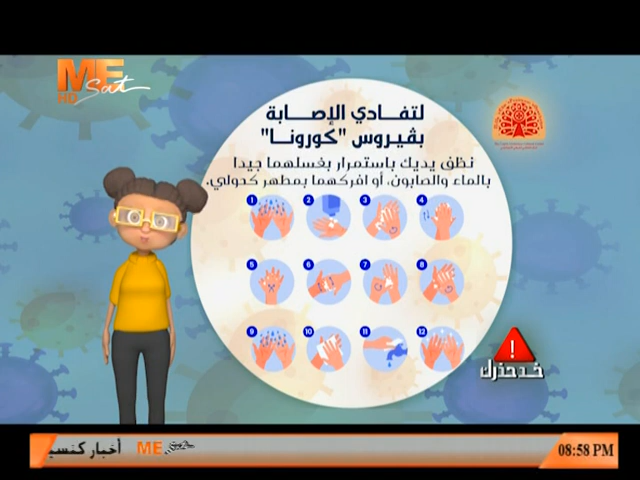 ME
Sat
HD
لتفادي الإصابة
بڤيروس "كورونا"
نظف يديك باستمرار بغسلهما جيدا
بالماء والصابون، أو افركهما بمطهر كحولي.
1 2 3 4
5 6 7 8
9 10 11 12
!
خد حذرك
أخبار كنسي
ME Sat
08:58 PM